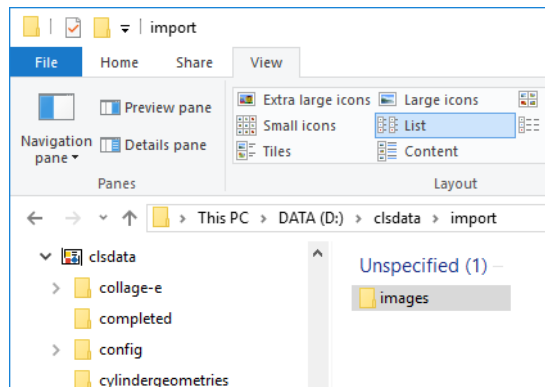 import
File Home Share View
Preview pane
Navigation pane
Details pane
Extra large icons Large icons
Small icons List
Tiles Content
Panes Layout
This PC > DATA (D:) > clsdata > import
clsdata
Unspecified (1)
collage-e
images
completed
config
cylindergeometries